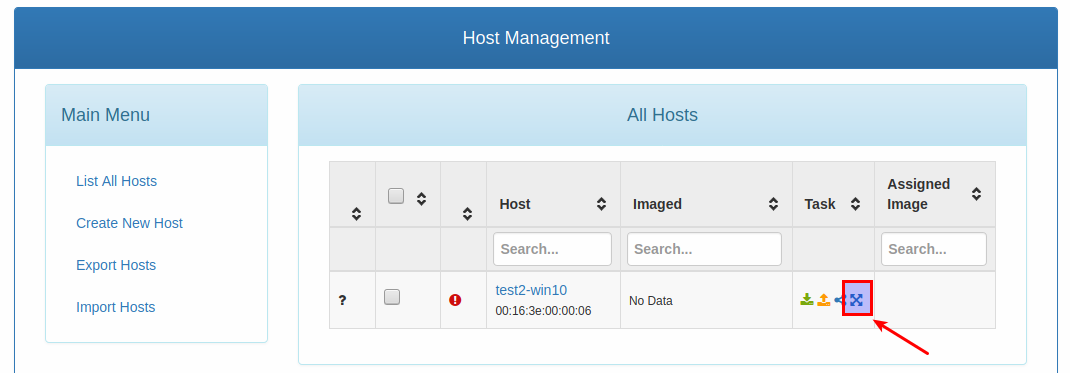 Host Management
Main Menu
List All Hosts
Create New Host
Export Hosts
Import Hosts
All Hosts
Host Imaged Task Assigned Image
Search... Search... Search...
? test2-win10 No Data
00:16:3e:00:00:06